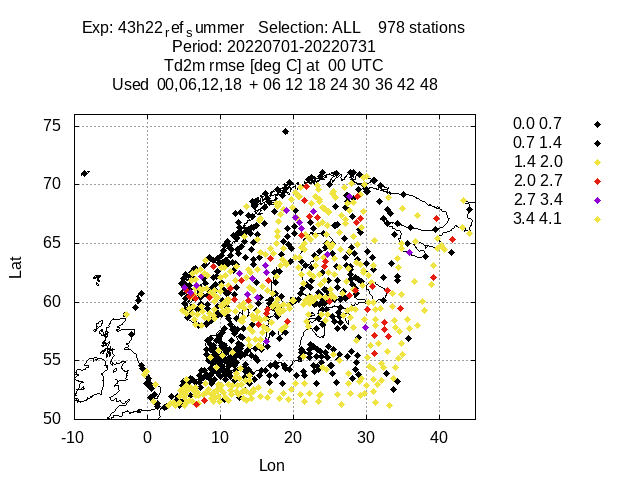 Exp: 43h22ref summer   Selection: ALL    978 stations
Period: 20220701-20220731
Td2m rmse [deg C] at  00 UTC
Used  00,06,12,18  + 06 12 18 24 30 36 42 48
75
70
65
60
55
50
Lat
-10 0 10 20 30 40
Lon
0.0 0.7
0.7 1.4
1.4 2.0
2.0 2.7
2.7 3.4
3.4 4.1